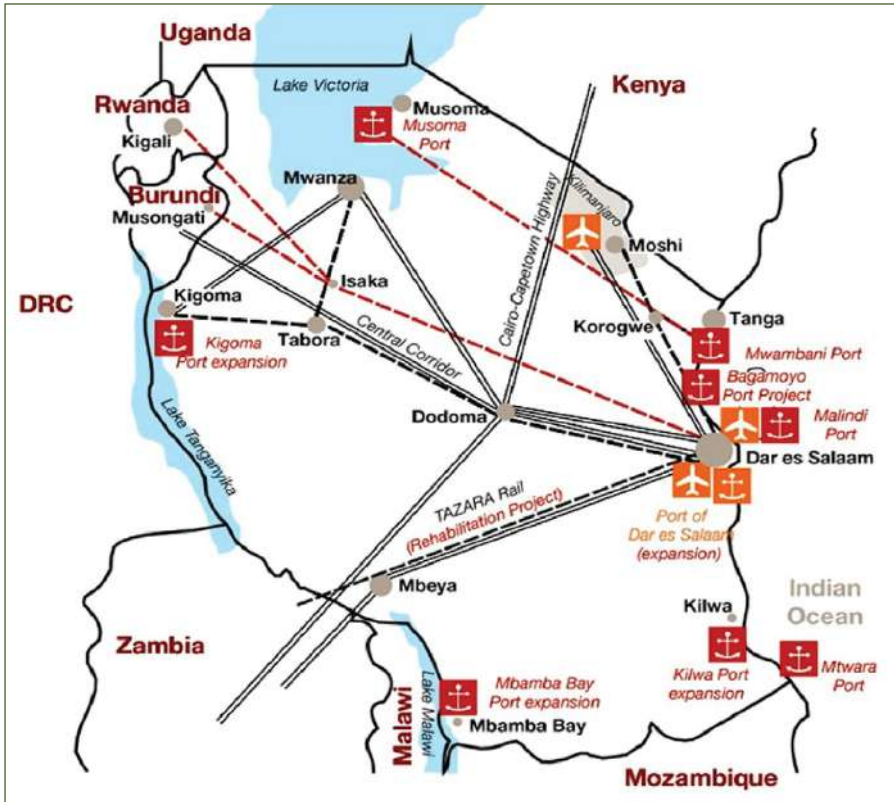 Uganda
Lake Victoria
Kenya
Rwanda
Kigali
Musoma
Musoma
Port
Mwanza
Burundi
Musongati
Cairo-Capetown Highway
Kilimanjaro
Moshi
DRC
Kigoma
Isaka
Kigoma
Port expansion
Tabora
Central Corridor
Korogwe
Tanga
Mwambani Port
Bagamoyo
Port Project
Dodoma
Malindi
Port
Dar es Salaam
Lake Tanganyika
TAZARA Rail
(Rehabilitation Project)
Port of
Dar es Salaam
(expansion)
Mbeya
Indian
Ocean
Kilwa
Zambia
Kilwa Port
expansion
Mtwara
Port
Malawi
Lake Malawi
Mbamba Bay
Port expansion
Mbamba Bay
Mozambique